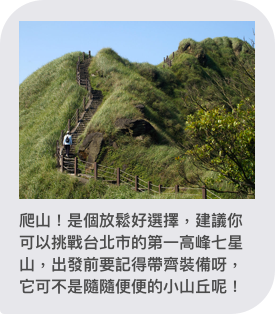 爬山！是個放鬆好選擇，建議你
可以挑戰台北市的第一高峰七星
山，出發前要記得帶齊裝備呀，
它可不是隨隨便便的小山丘呢！